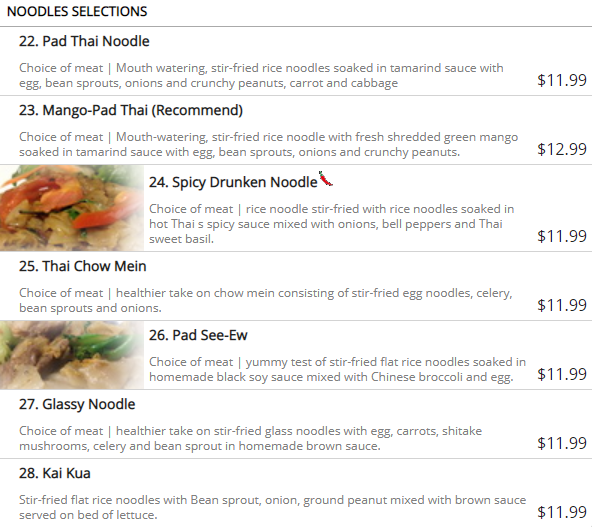 NOODLES SELECTIONS
22. Pad Thai Noodle
Choice of meat | Mouth watering, stir-fried rice noodles soaked in tamarind sauce with
egg, bean sprouts, onions and crunchy peanuts, carrot and cabbage
$11.99
23. Mango-Pad Thai (Recommend)
Choice of meat | Mouth-watering, stir-fried rice noodle with fresh shredded green mango
soaked in tamarind sauce with egg, bean sprouts, onions and crunchy peanuts.
$12.99
24. Spicy Drunken Noodle
Choice of meat | rice noodle stir-fried with rice noodles soaked in
hot Thai s spicy sauce mixed with onions, bell peppers and Thai
sweet basil.
$11.99
25. Thai Chow Mein
Choice of meat | healthier take on chow mein consisting of stir-fried egg noodles, celery,
bean sprouts and onions.
$11.99
26. Pad See-Ew
Choice of meat | yummy test of stir-fried flat rice noodles soaked in
homemade black soy sauce mixed with Chinese broccoli and egg.
$11.99
27. Glassy Noodle
Choice of meat | healthier take on stir-fried glass noodles with egg, carrots, shitake
mushrooms, celery and bean sprout in homemade brown sauce.
$11.99
28. Kai Kua
Stir-fried flat rice noodles with Bean sprout, onion, ground peanut mixed with brown sauce
served on bed of lettuce.
$11.99